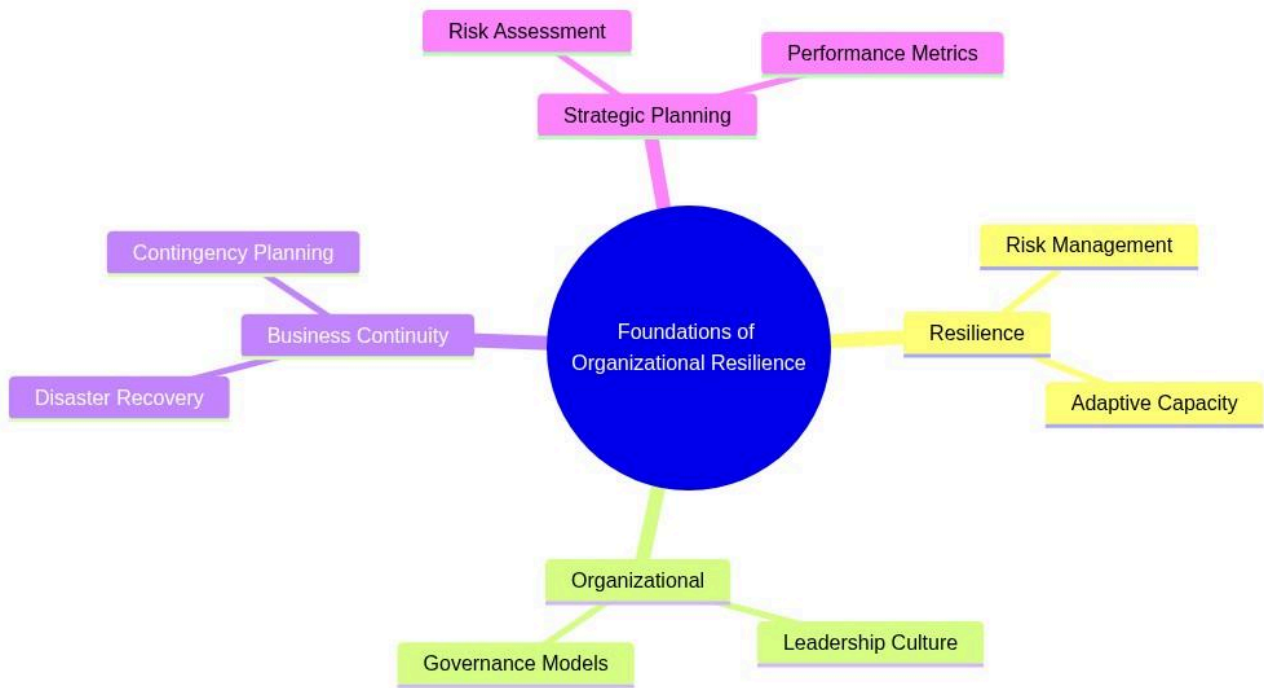 Risk Assessment
Performance Metrics
Strategic Planning
Contingency Planning
Risk Management
Business Continuity
Foundations of
Organizational Resilience
Resilience
Disaster Recovery
Adaptive Capacity
Organizational
Governance Models
Leadership Culture